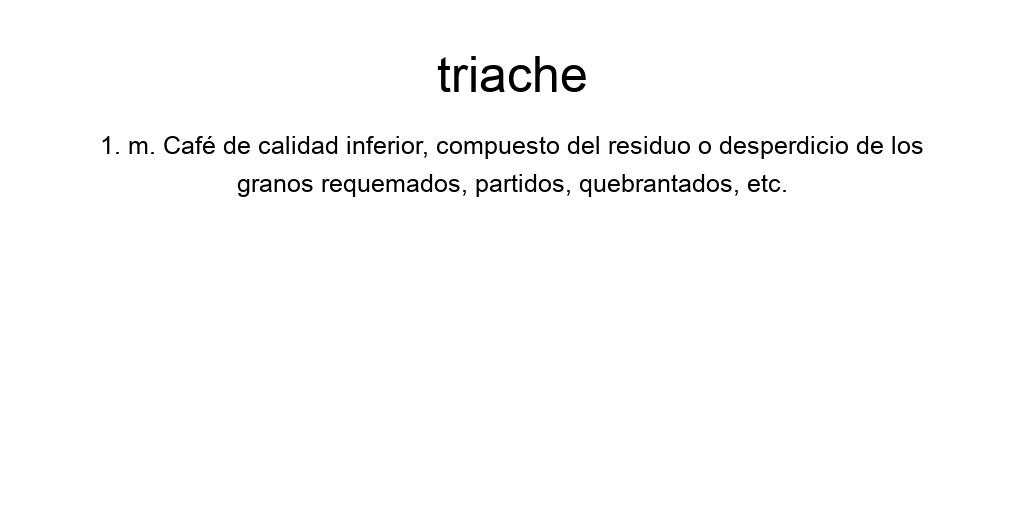 triache
1. m. Café de calidad inferior, compuesto del residuo o desperdicio de los
granos requemados, partidos, quebrantados, etc.